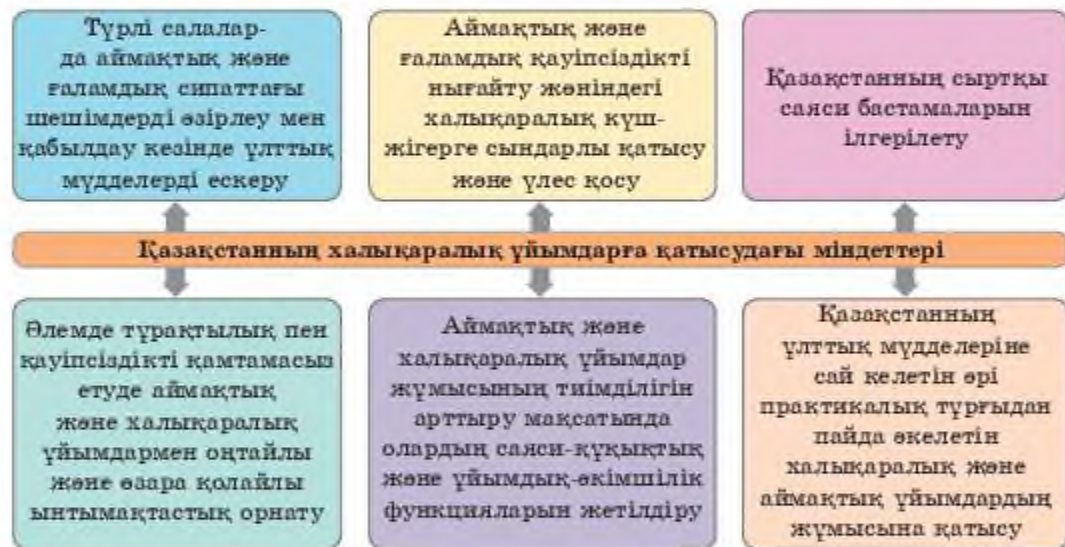 Түрлі салалар-
да аймақтық және
ғаламдық сипаттағы
шешімдерді әзірлеу мен
қабылдау кезінде ұлттық
мүдделерді ескеру
Аймақтық және
ғаламдық қауіпсіздікті
нығайту жөніндегі
халықаралық күш-
жігерге сындарлы қатысу
және үлес қосу
Қазақстанның сыртқы
саяси бастамаларын
ілгерілету
Қазақстанның халықаралық ұйымдарға қатысудағы міндеттері
Әлемде тұрақтылық пен
қауіпсіздікті қамтамасыз
етуде аймақтық
және халықаралық
ұйымдармен оңтайлы
және өзара қолайлы
ынтымақтастық орнату
Аймақтық және
халықаралық ұйымдар
жұмысының тиімділігін
арттыру мақсатында
олардың саяси-құқықтық
және ұйымдық-әкімшілік
функцияларын жетілдіру
Қазақстанның
ұлттық мүдделеріне
сай келетін әрі
практикалық тұрғыдан
пайда әкелетін
халықаралық және
аймақтық ұйымдардың
жұмысына қатысу